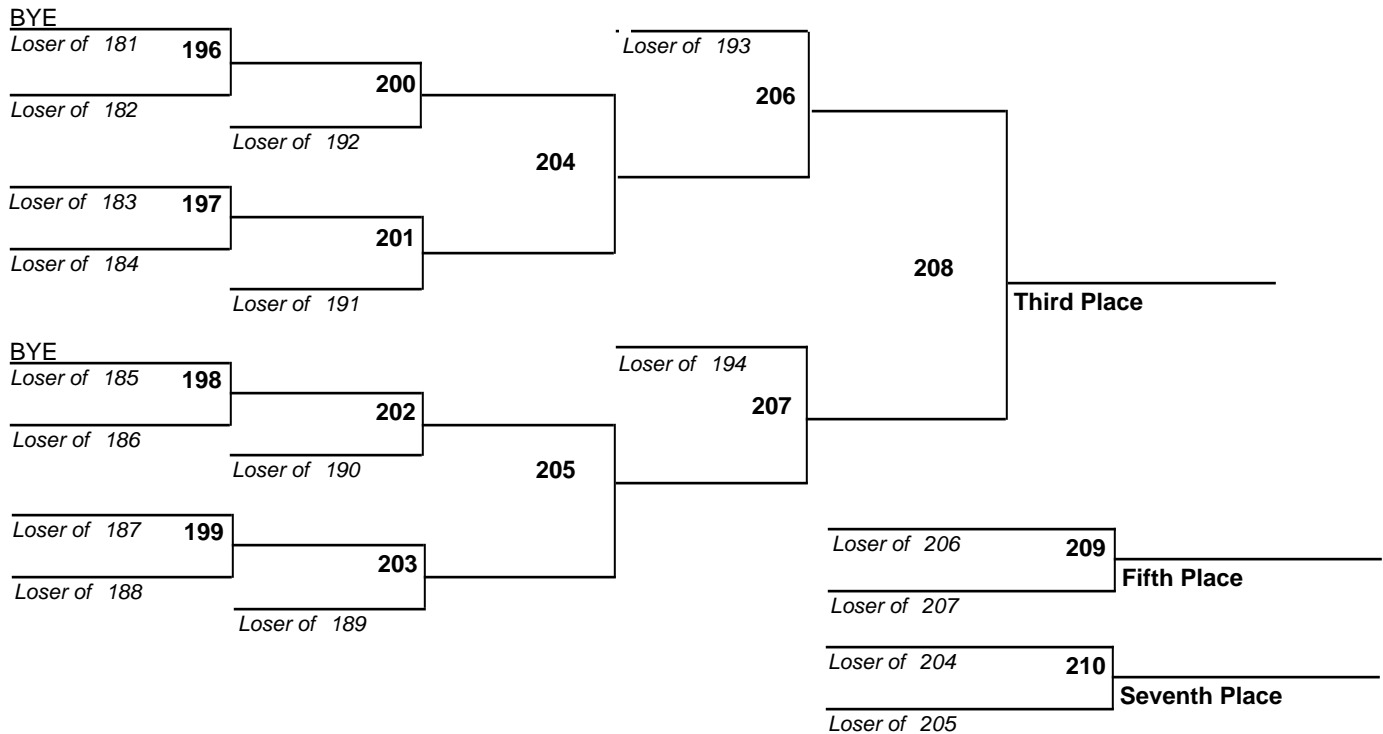 BYE
Loser of 181
196
Loser of 182
200
Loser of 192
Loser of 183
197
Loser of 184
201
Loser of 191
204
Loser of 193
206
208
Third Place
BYE
Loser of 185
198
Loser of 186
202
Loser of 190
Loser of 187
199
Loser of 188
203
Loser of 189
205
Loser of 194
207
Loser of 206
209
Loser of 207
Fifth Place
Loser of 204
210
Loser of 205
Seventh Place